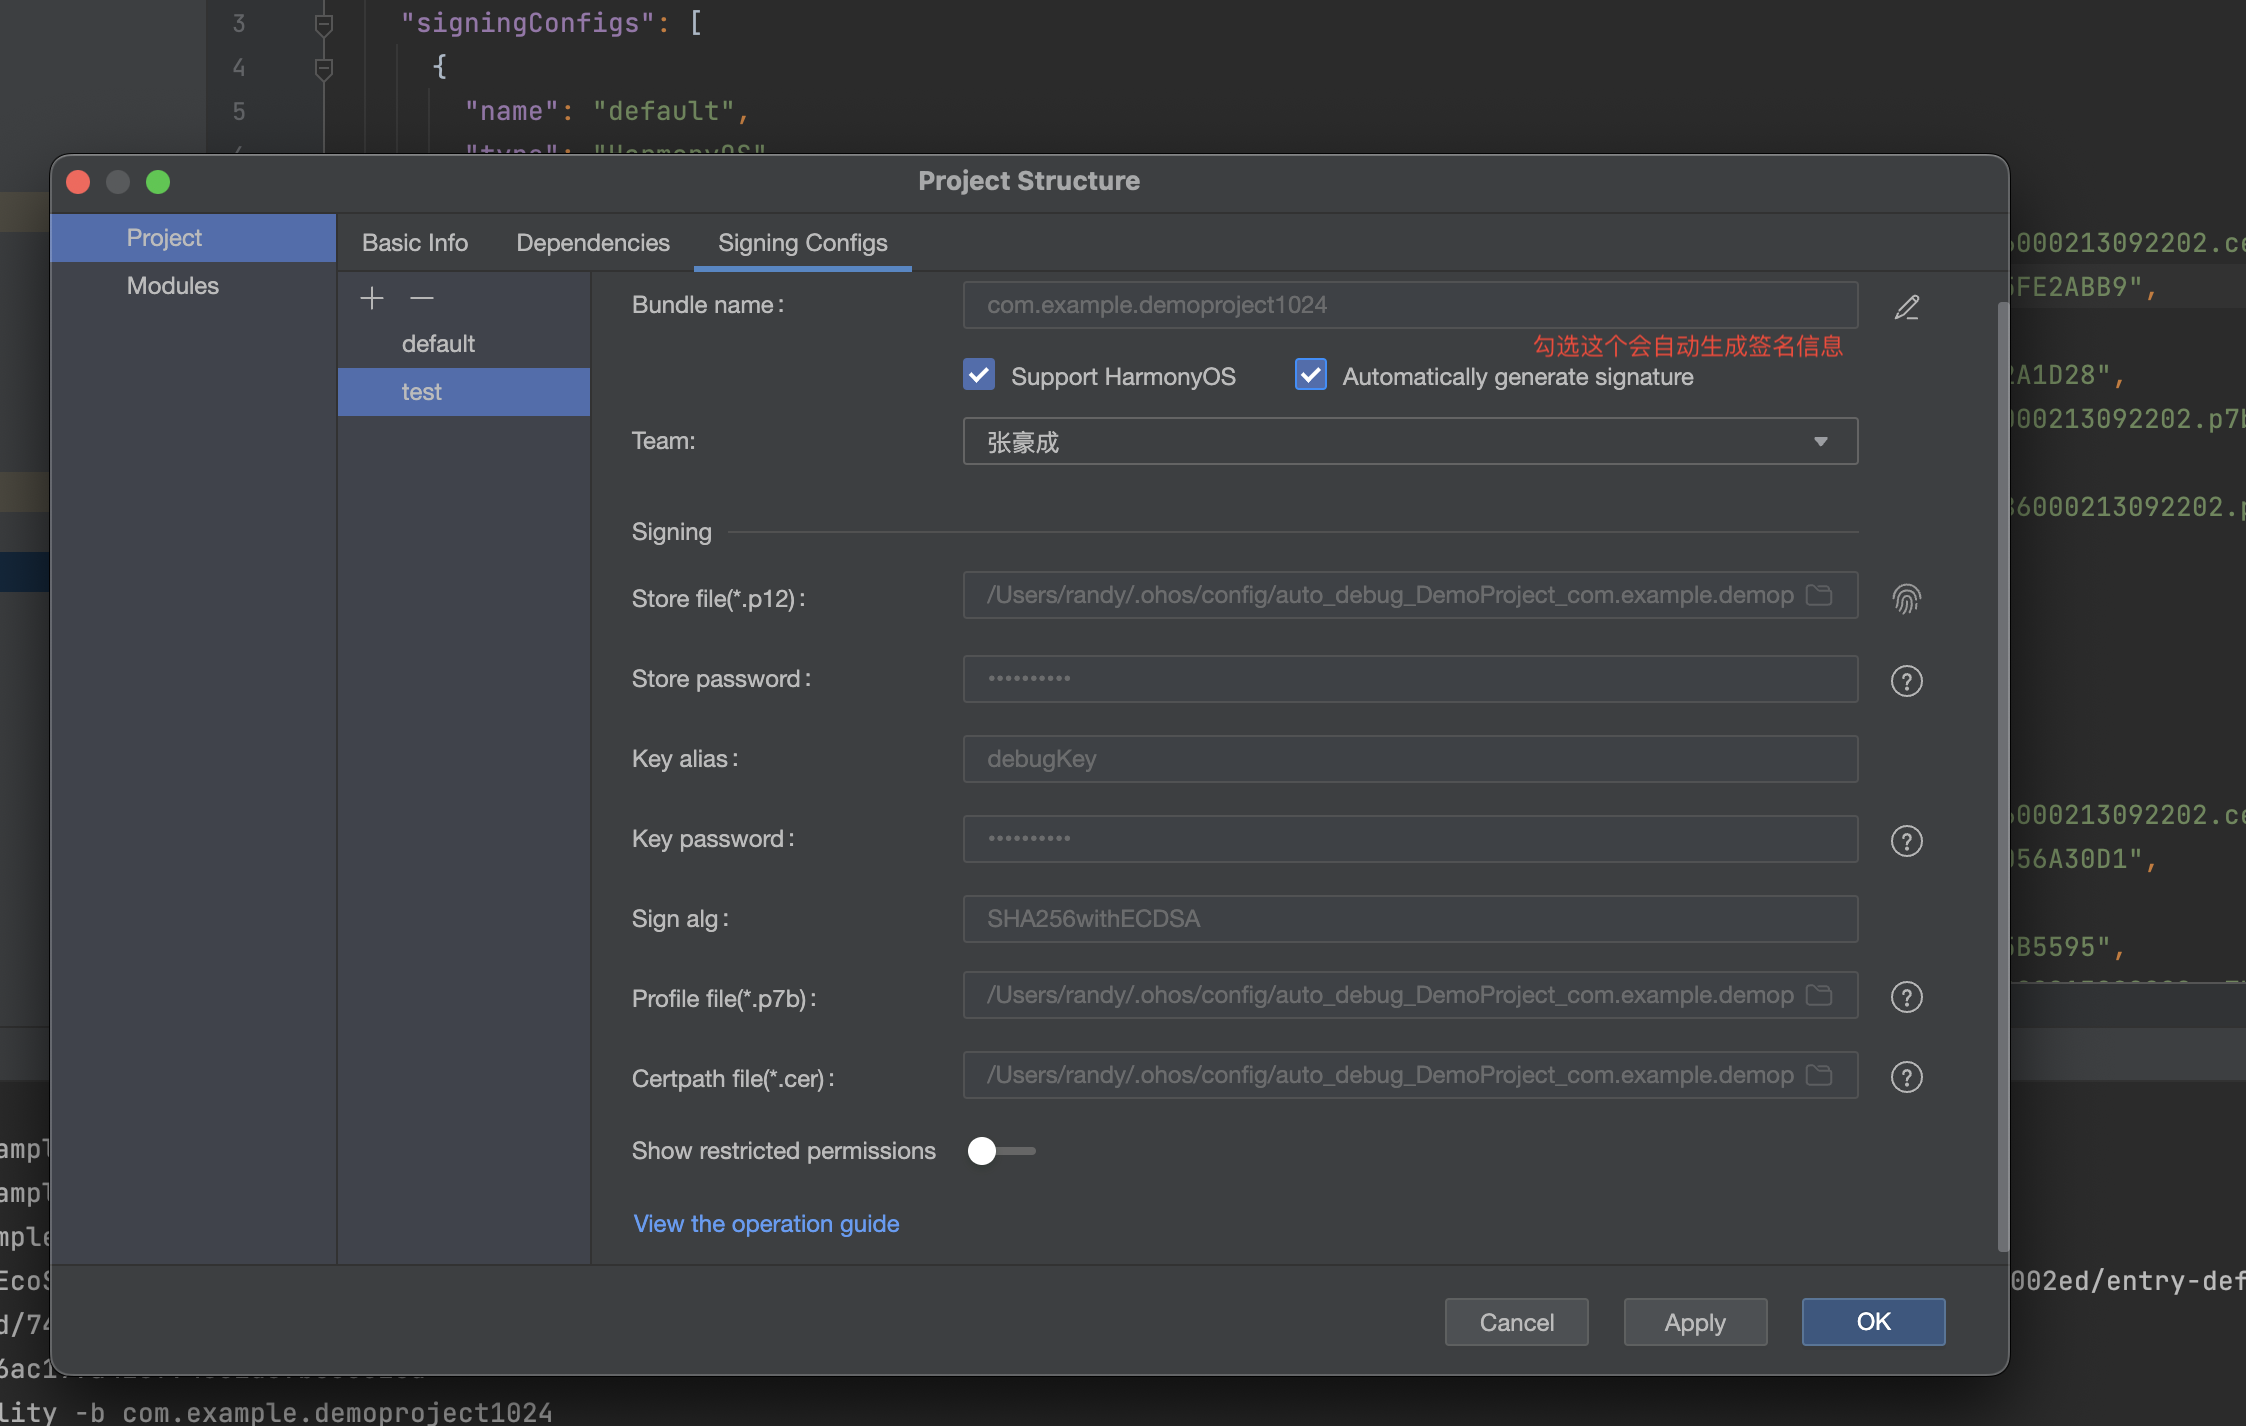 3 "signingConfigs": [
4 {
5 "name": "default",
"type": "HarmonyOS"
Project Structure
Project
Modules
Basic Info Dependencies Signing Configs
default
test
Bundle name: com.example.demoproject1024
勾选这个会自动生成签名信息
Support HarmonyOS Automatically generate signature
Team: 张豪成
Signing
Store file(*.p12): /Users/randy/.ohos/config/auto_debug_DemoProject_com.example.demop
Store password: ••••••••••
Key alias: debugKey
Key password: ••••••••••
Sign alg: SHA256withECDSA
Profile file(*.p7b): /Users/randy/.ohos/config/auto_debug_DemoProject_com.example.demop
Certpath file(*.cer): /Users/randy/.ohos/config/auto_debug_DemoProject_com.example.demop
Show restricted permissions
View the operation guide
Cancel Apply OK
6000213092202.ce
FE2ABB9",
2A1D28",
000213092202.p7b
6000213092202.p
6000213092202.ce
56A30D1",
B5595",
ampl
ampl
mple
EcoS
002ed/entry-def
d/74
6ac1
lity -b com.example.demoproject1024